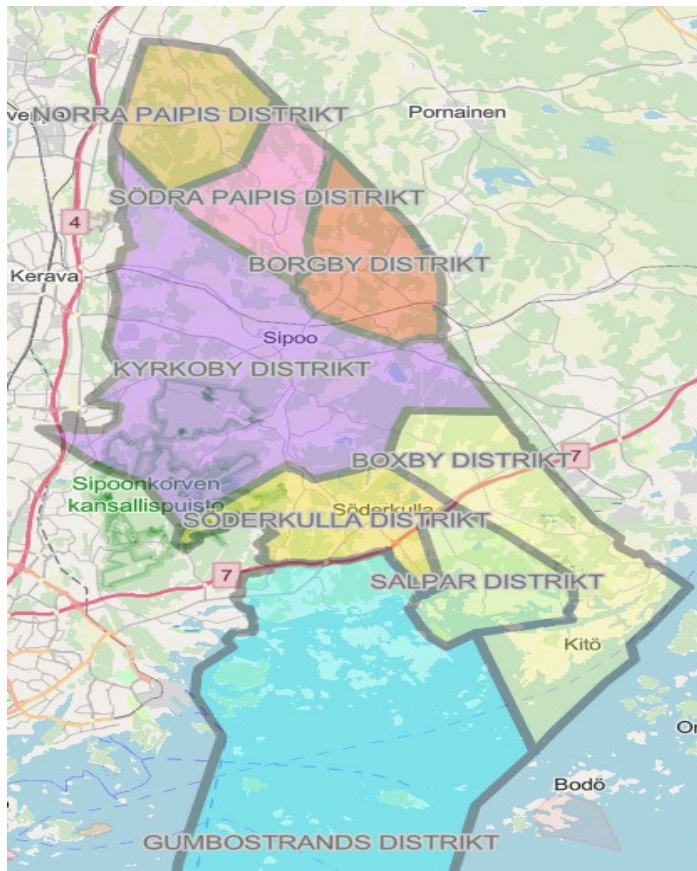 NORRA PAIPIS DISTRIKT
Pornainen
SÖDRA PAIPIS DISTRIKT
4
BORGBY DISTRIKT
Kerava
Sipoo
KYRKOBY DISTRIKT
BOXBY DISTRIKT
7
Sipoonkorven
kansallispuisto
Söderkulla
SÖDERKULLA DISTRIKT
7
SALPAR DISTRIKT
Kitö
Bodö
GUMBOSTRANDS DISTRIKT